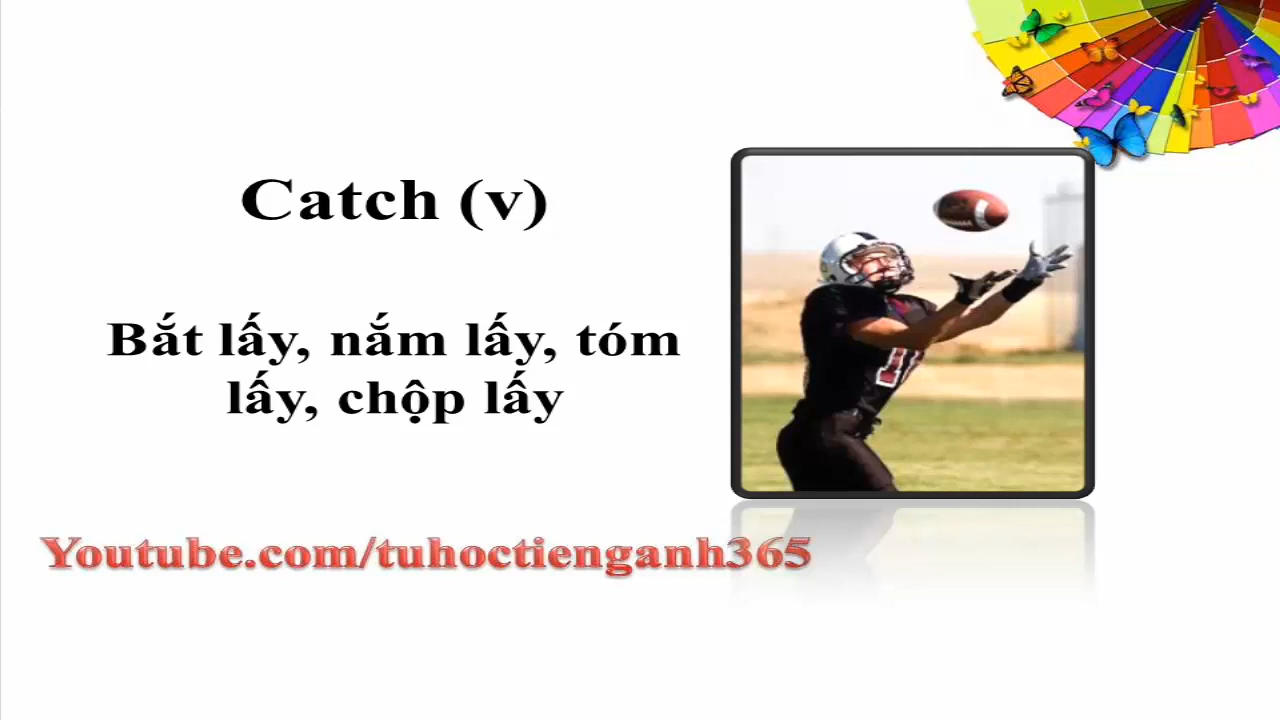 Catch (v)
Bắt lấy, nắm lấy, tóm
lấy, chộp lấy
Youtube.com/tuhoctienganh365